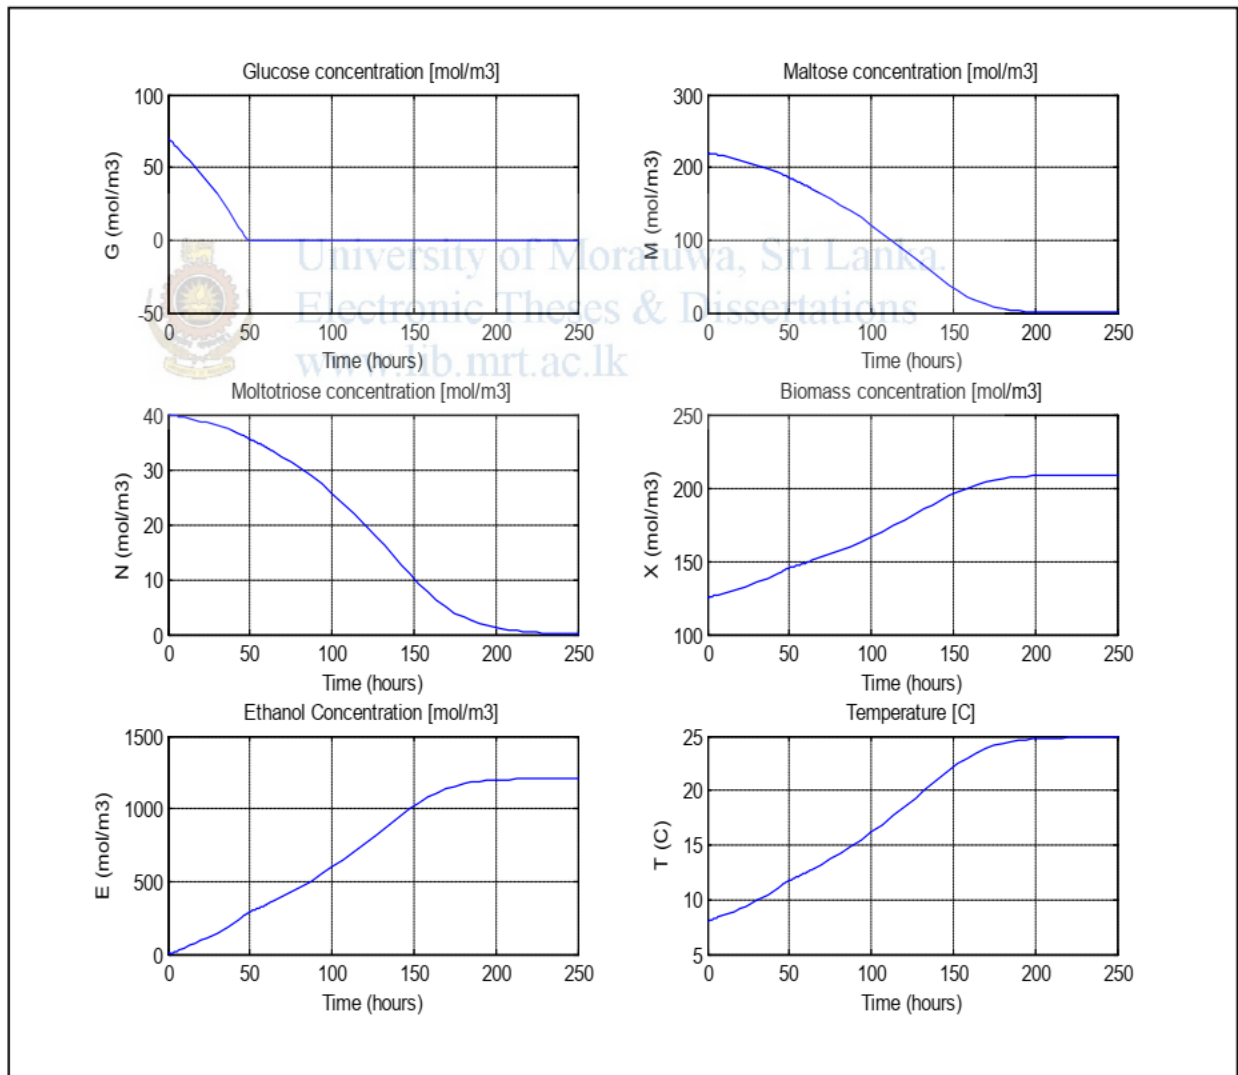 Glucose concentration [mol/m3]
100
50
0
-50
G (mol/m3)
0 50 100 150 200 250
Time (hours)
Maltose concentration [mol/m3]
300
200
100
0
M (mol/m3)
0 50 100 150 200 250
Time (hours)
University of Moratuwa, Sri Lanka.
Electronic Theses & Dissertations
www.lib.mrt.ac.lk
Moltotriose concentration [mol/m3]
40
30
20
10
0
N (mol/m3)
0 50 100 150 200 250
Time (hours)
Biomass concentration [mol/m3]
250
200
150
100
X (mol/m3)
0 50 100 150 200 250
Time (hours)
Ethanol Concentration [mol/m3]
1500
1000
500
0
E (mol/m3)
0 50 100 150 200 250
Time (hours)
Temperature [C]
25
20
15
10
5
T (C)
0 50 100 150 200 250
Time (hours)